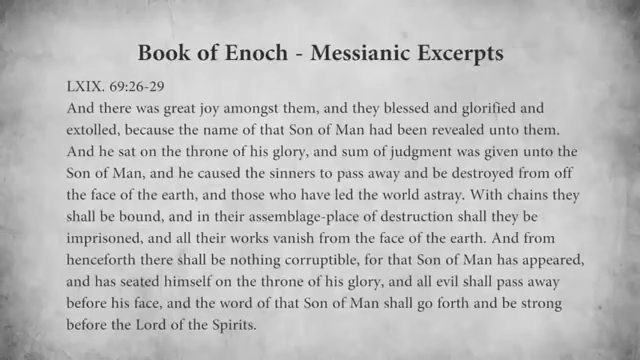 Book of Enoch - Messianic Excerpts
LXIX. 69:26-29
And there was great joy amongst them, and they blessed and glorified and
extolled, because the name of that Son of Man had been revealed unto them.
And he sat on the throne of his glory, and sum of judgment was given unto the
Son of Man, and he caused the sinners to pass away and be destroyed from off
the face of the earth, and those who have led the world astray. With chains they
shall be bound, and in their assemblage-place of destruction shall they be
imprisoned, and all their works vanish from the face of the earth. And from
henceforth there shall be nothing corruptible, for that Son of Man has appeared,
and has seated himself on the throne of his glory, and all evil shall pass away
before his face, and the word of that Son of Man shall go forth and be strong
before the Lord of the Spirits.